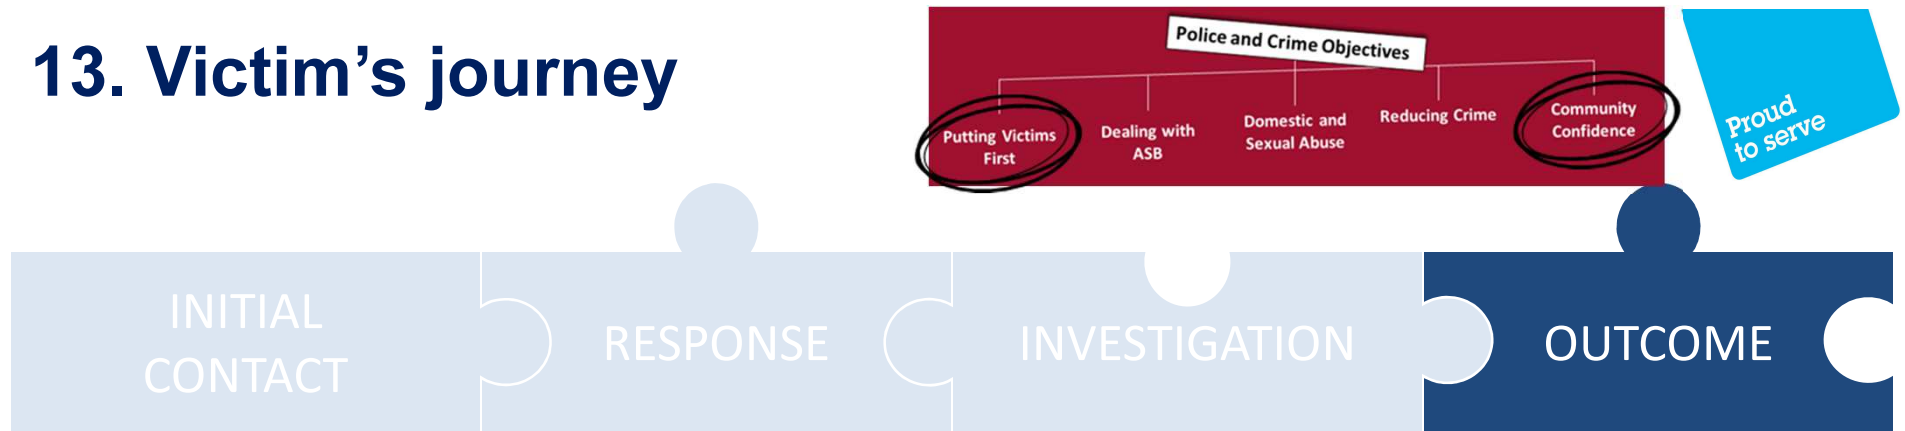 13. Victim's journey
Police and Crime Objectives
Putting Victims
First
Dealing with
ASB
Domestic and
Sexual Abuse
Reducing Crime
Community
Confidence
Proud
to serve
INITIAL
CONTACT
RESPONSE
INVESTIGATION
OUTCOME